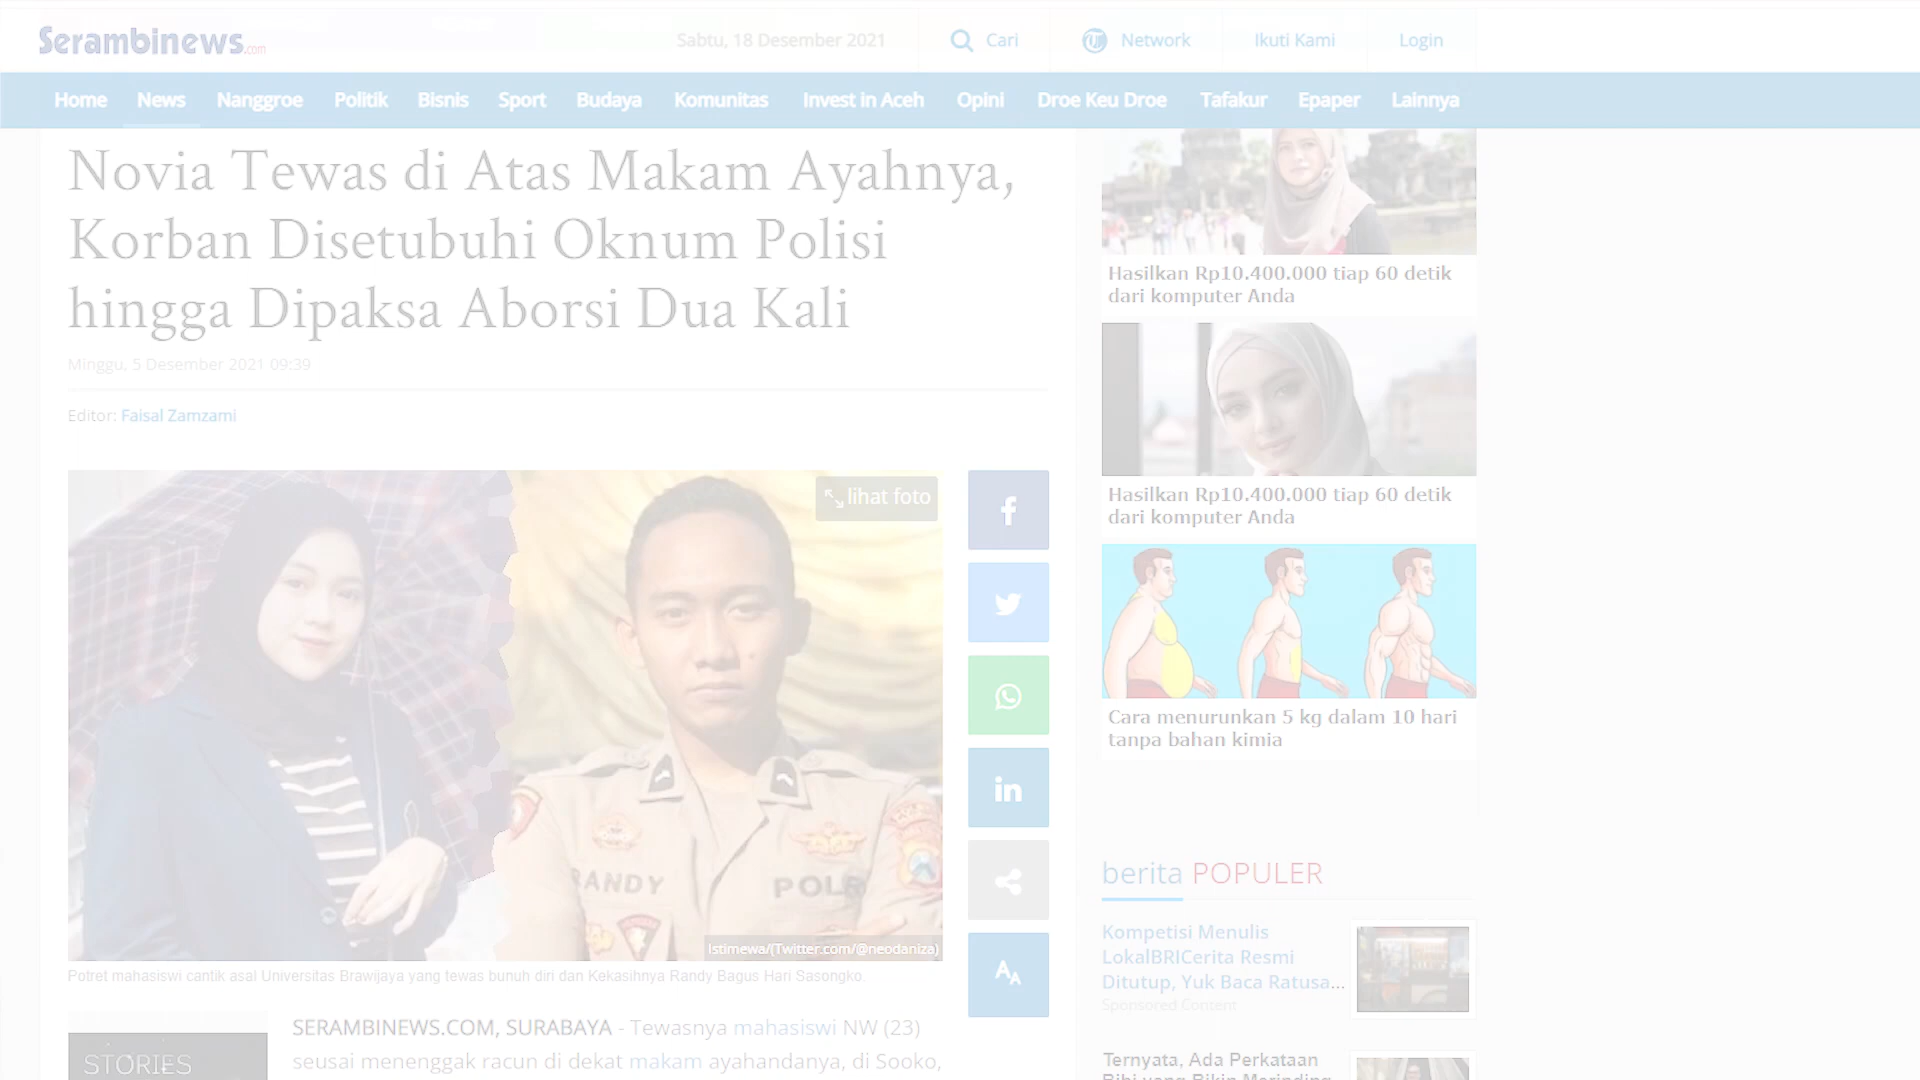 Serambinews.com
Sabtu, 18 Desember 2021
Cari
Network
Ikuti Kami
Login
Home News Nanggroe Politik Bisnis Sport Budaya Komunitas Invest in Aceh Opini Droe Keu Droe Tafakur Epaper Lainnya
Novia Tewas di Atas Makam Ayahnya,
Korban Disetubuhi Oknum Polisi
hingga Dipaksa Aborsi Dua Kali
Minggu, 5 Desember 2021 09:39
Editor: Faisal Zamzami
lihat foto
RANDY
POLRI
Istimewa/(Twitter.com/@neodaniza)
Potret mahasiswi cantik asal Universitas Brawijaya yang tewas bunuh diri dan Kekasihnya Randy Bagus Hari Sasongko.
STORIES
SERAMBINEWS.COM, SURABAYA - Tewasnya mahasiswi NW (23)
seusai menenggak racun di dekat makam ayahandanya, di Sooko,
Hasilkan Rp10.400.000 tiap 60 detik
dari komputer Anda
Hasilkan Rp10.400.000 tiap 60 detik
dari komputer Anda
Cara menurunkan 5 kg dalam 10 hari
tanpa bahan kimia
berita POPULER
Kompetisi Menulis
LokalBRICerita Resmi
Ditutup, Yuk Baca Ratusa...
Sponsored Content
Ternyata, Ada Perkataan
Bibi yang Bikin Merinding